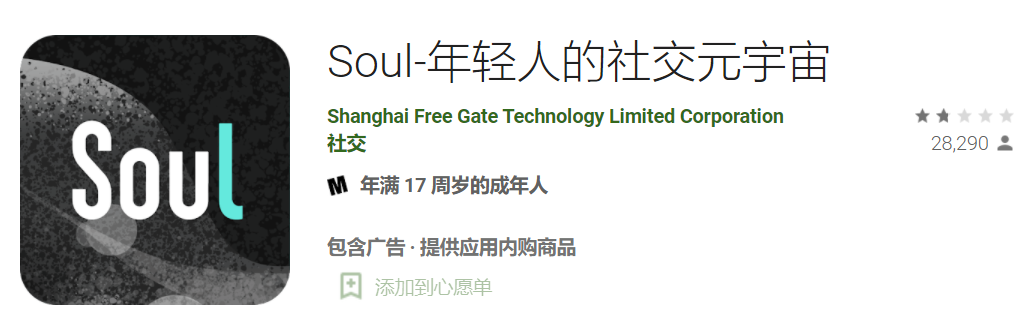 Soul
Soul-年轻人的社交元宇宙
Shanghai Free Gate Technology Limited Corporation
社交
28,290
M 年满 17 周岁的成年人
包含广告 · 提供应用内购商品
添加到心愿单